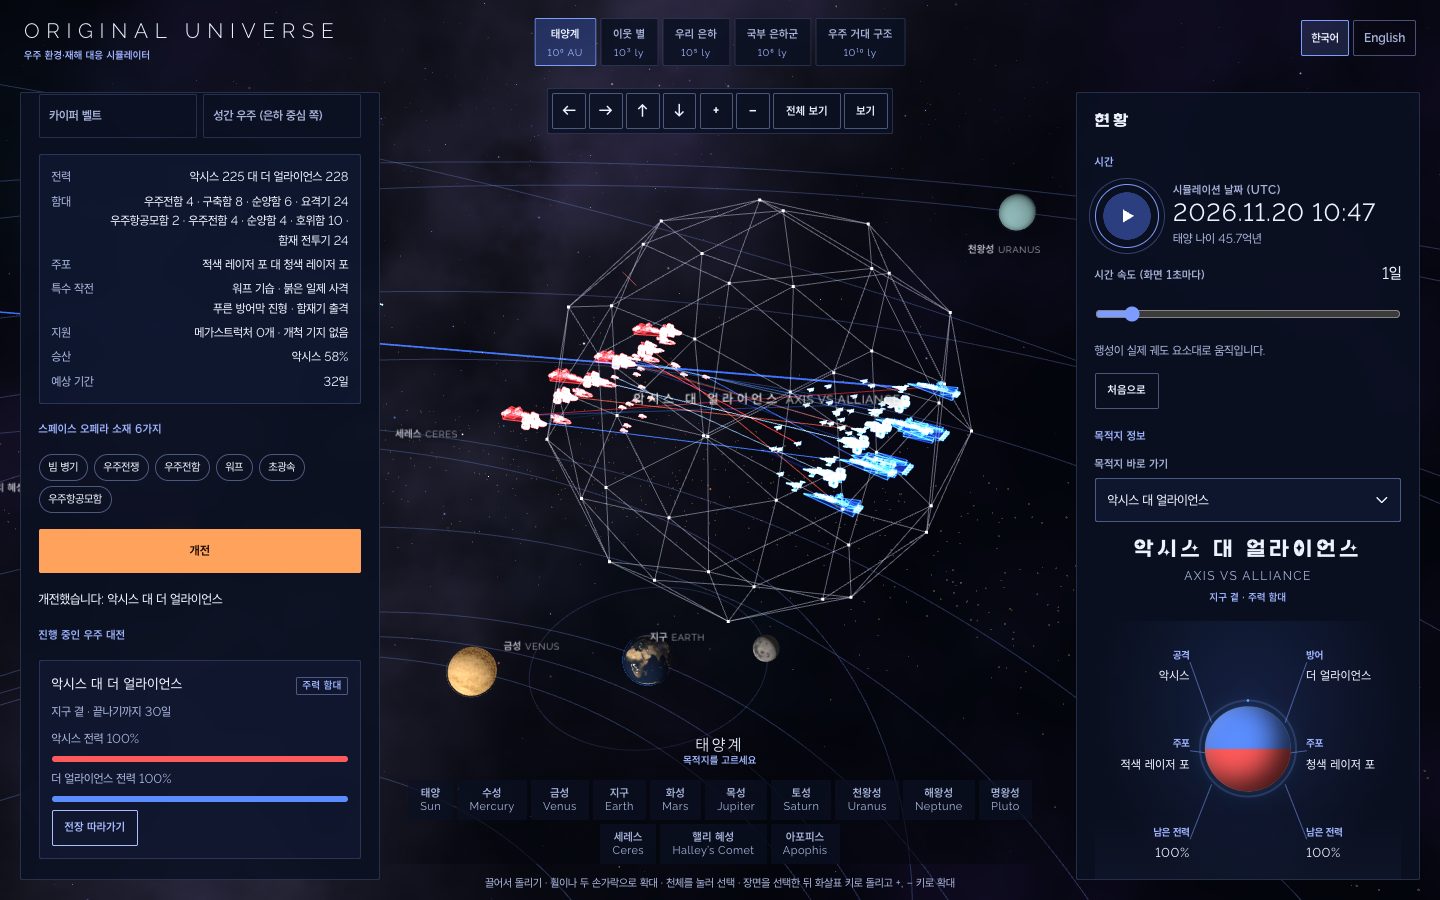 ORIGINAL UNIVERSE
우주 환경·재해 대응 시뮬레이터
태양계
10⁰ AU
이웃 별
10³ ly
우리 은하
10⁵ ly
국부 은하군
10⁶ ly
우주 거대 구조
10¹⁰ ly
한국어
English
← → ↑ ↓ + − 전체 보기 보기
카이퍼 벨트
성간 우주 (은하 중심 쪽)
전력 악시스 225 대 더 얼라이언스 228
함대 우주전함 4 · 구축함 8 · 순양함 6 · 요격기 24
우주항공모함 2 · 우주전함 4 · 순양함 4 · 호위함 10 ·
함재 전투기 24
주포 적색 레이저 포 대 청색 레이저 포
특수 작전 워프 기습 · 붉은 일제 사격
푸른 방어막 진형 · 함재기 출격
지원 메가스트럭처 0개 · 개척 기지 없음
승산 악시스 58%
예상 기간 32일
스페이스 오페라 소재 6가지
빔 병기 우주전쟁 우주전함 워프 초광속
우주항공모함
개전
개전했습니다: 악시스 대 더 얼라이언스
진행 중인 우주 대전
악시스 대 더 얼라이언스 주력 함대
지구 곁 · 끝나기까지 30일
악시스 전력 100%
더 얼라이언스 전력 100%
전장 따라가기
천왕성 URANUS
악시스 대 얼라이언스 AXIS VS ALLIANCE
세레스 CERES
금성 VENUS
지구 EARTH
태양계
목적지를 고르세요
태양
Sun
수성
Mercury
금성
Venus
지구
Earth
화성
Mars
목성
Jupiter
토성
Saturn
천왕성
Uranus
해왕성
Neptune
명왕성
Pluto
세레스
Ceres
핼리 혜성
Halley's Comet
아포피스
Apophis
끌어서 돌리기 · 휠이나 두 손가락으로 확대 · 천체를 눌러 선택 · 장면을 선택한 뒤 화살표 키로 돌리고 +, − 키로 확대
현황
시간
시뮬레이션 날짜 (UTC)
2026.11.20 10:47
태양 나이 45.7억년
시간 속도 (화면 1초마다) 1일
행성이 실제 궤도 요소대로 움직입니다.
처음으로
목적지 정보
목적지 바로 가기
악시스 대 얼라이언스
악시스 대 얼라이언스
AXIS VS ALLIANCE
지구 곁 · 주력 함대
공격
악시스
방어
더 얼라이언스
주포
적색 레이저 포
주포
청색 레이저 포
남은 전력
100%
남은 전력
100%